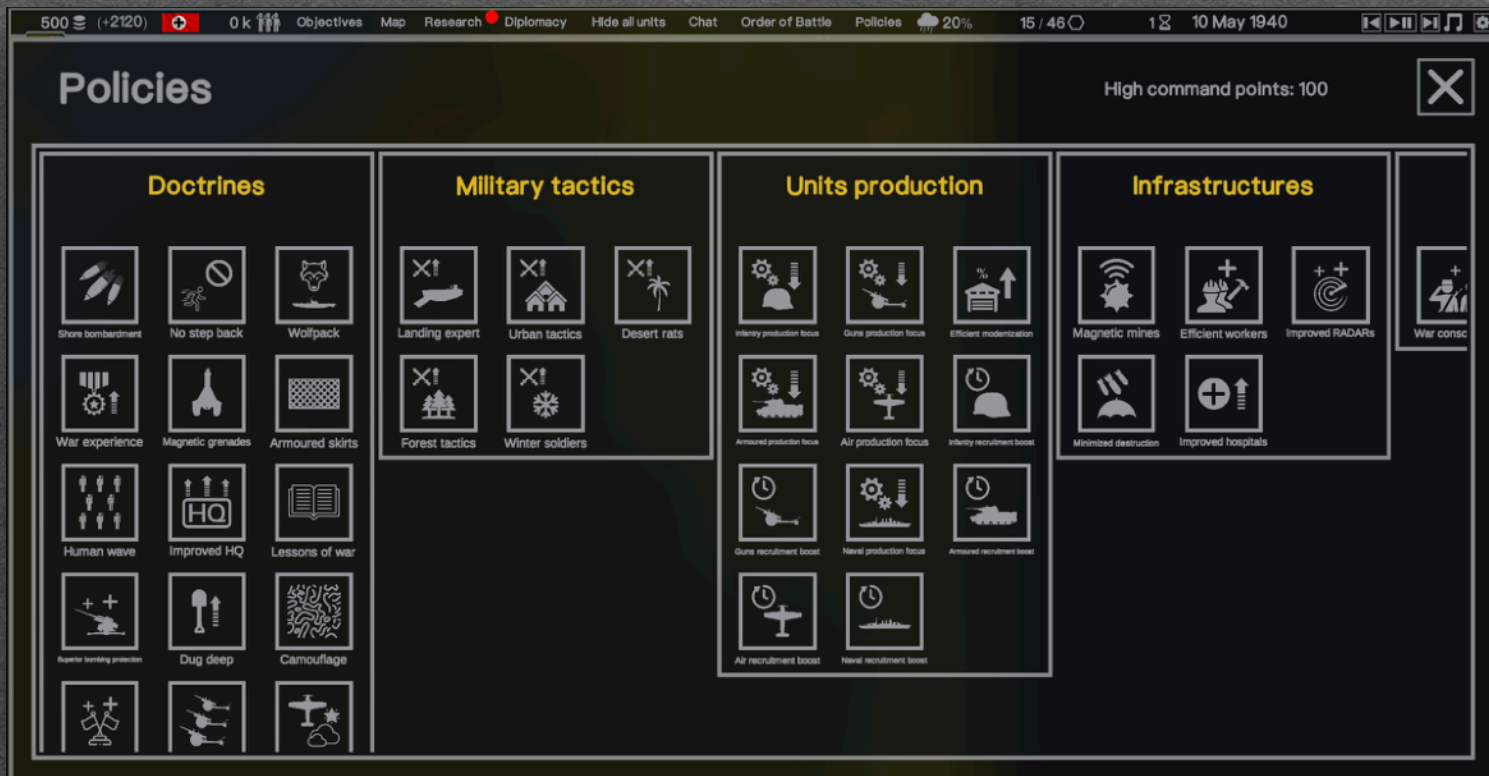 500 (+2120) 0 k Objectives Map Research Diplomacy Hide all units Chat Order of Battle Policies 20% 15 / 46 1 10 May 1940
Policies
High command points: 100
Doctrines
Shore bombardment
No step back
Wolfpack
War experience
Magnetic grenades
Armoured skirts
Human wave
HQ
Improved HQ
Lessons of war
Superior bombing protection
Dug deep
Camouflage
Military tactics
Landing expert
Urban tactics
Desert rats
Forest tactics
Winter soldiers
Units production
Infantry production focus
Guns production focus
%
Efficient modernization
Armoured production focus
Air production focus
Infantry recruitment boost
Guns recruitment boost
Naval production focus
Armoured recruitment boost
Air recruitment boost
Naval recruitment boost
Infrastructures
Magnetic mines
Efficient workers
Improved RADARs
Minimized destruction
Improved hospitals
War consc